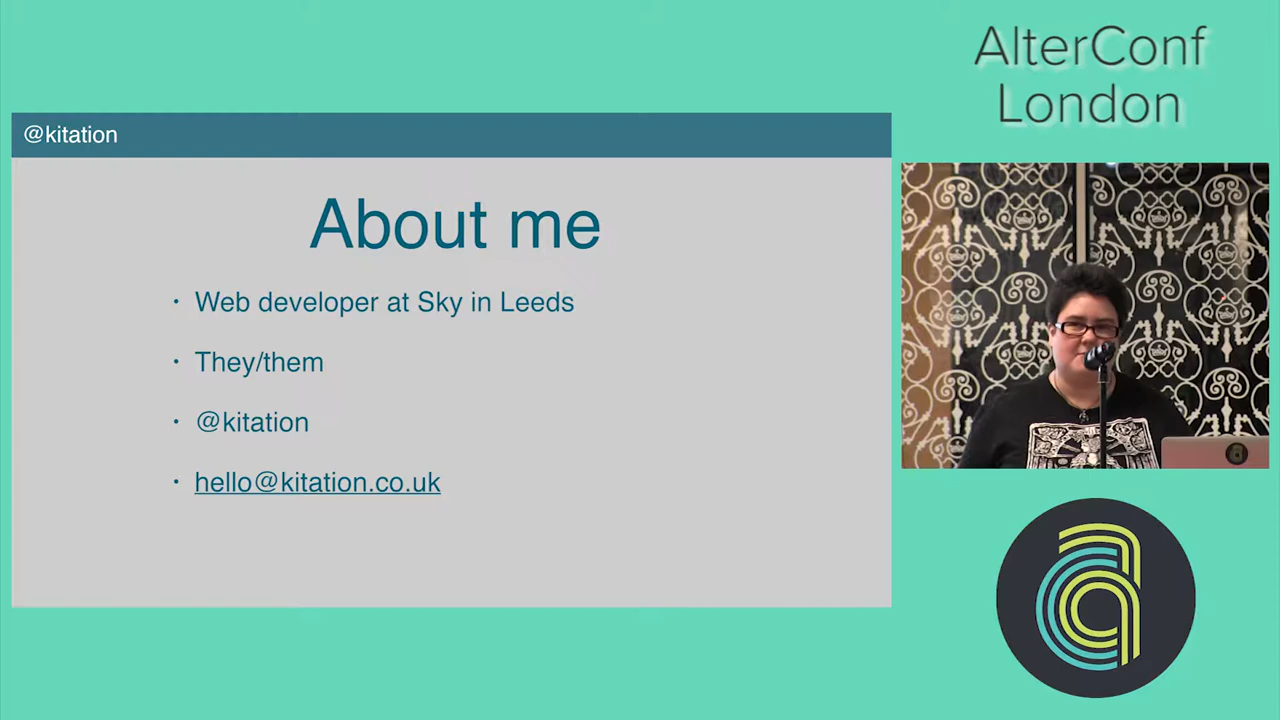 AlterConf
London
@kitation
About me
• Web developer at Sky in Leeds
• They/them
• @kitation
• hello@kitation.co.uk